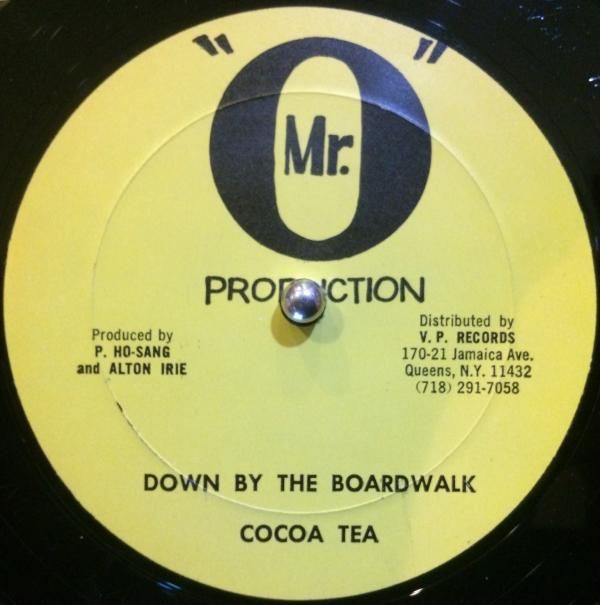 "O"
Mr.
PRODUCTION
Produced by
P. HO-SANG
and ALTON IRIE
Distributed by
V. P. RECORDS
170-21 Jamaica Ave.
Queens, N.Y. 11432
(718) 291-7058
DOWN BY THE BOARDWALK
COCOA TEA